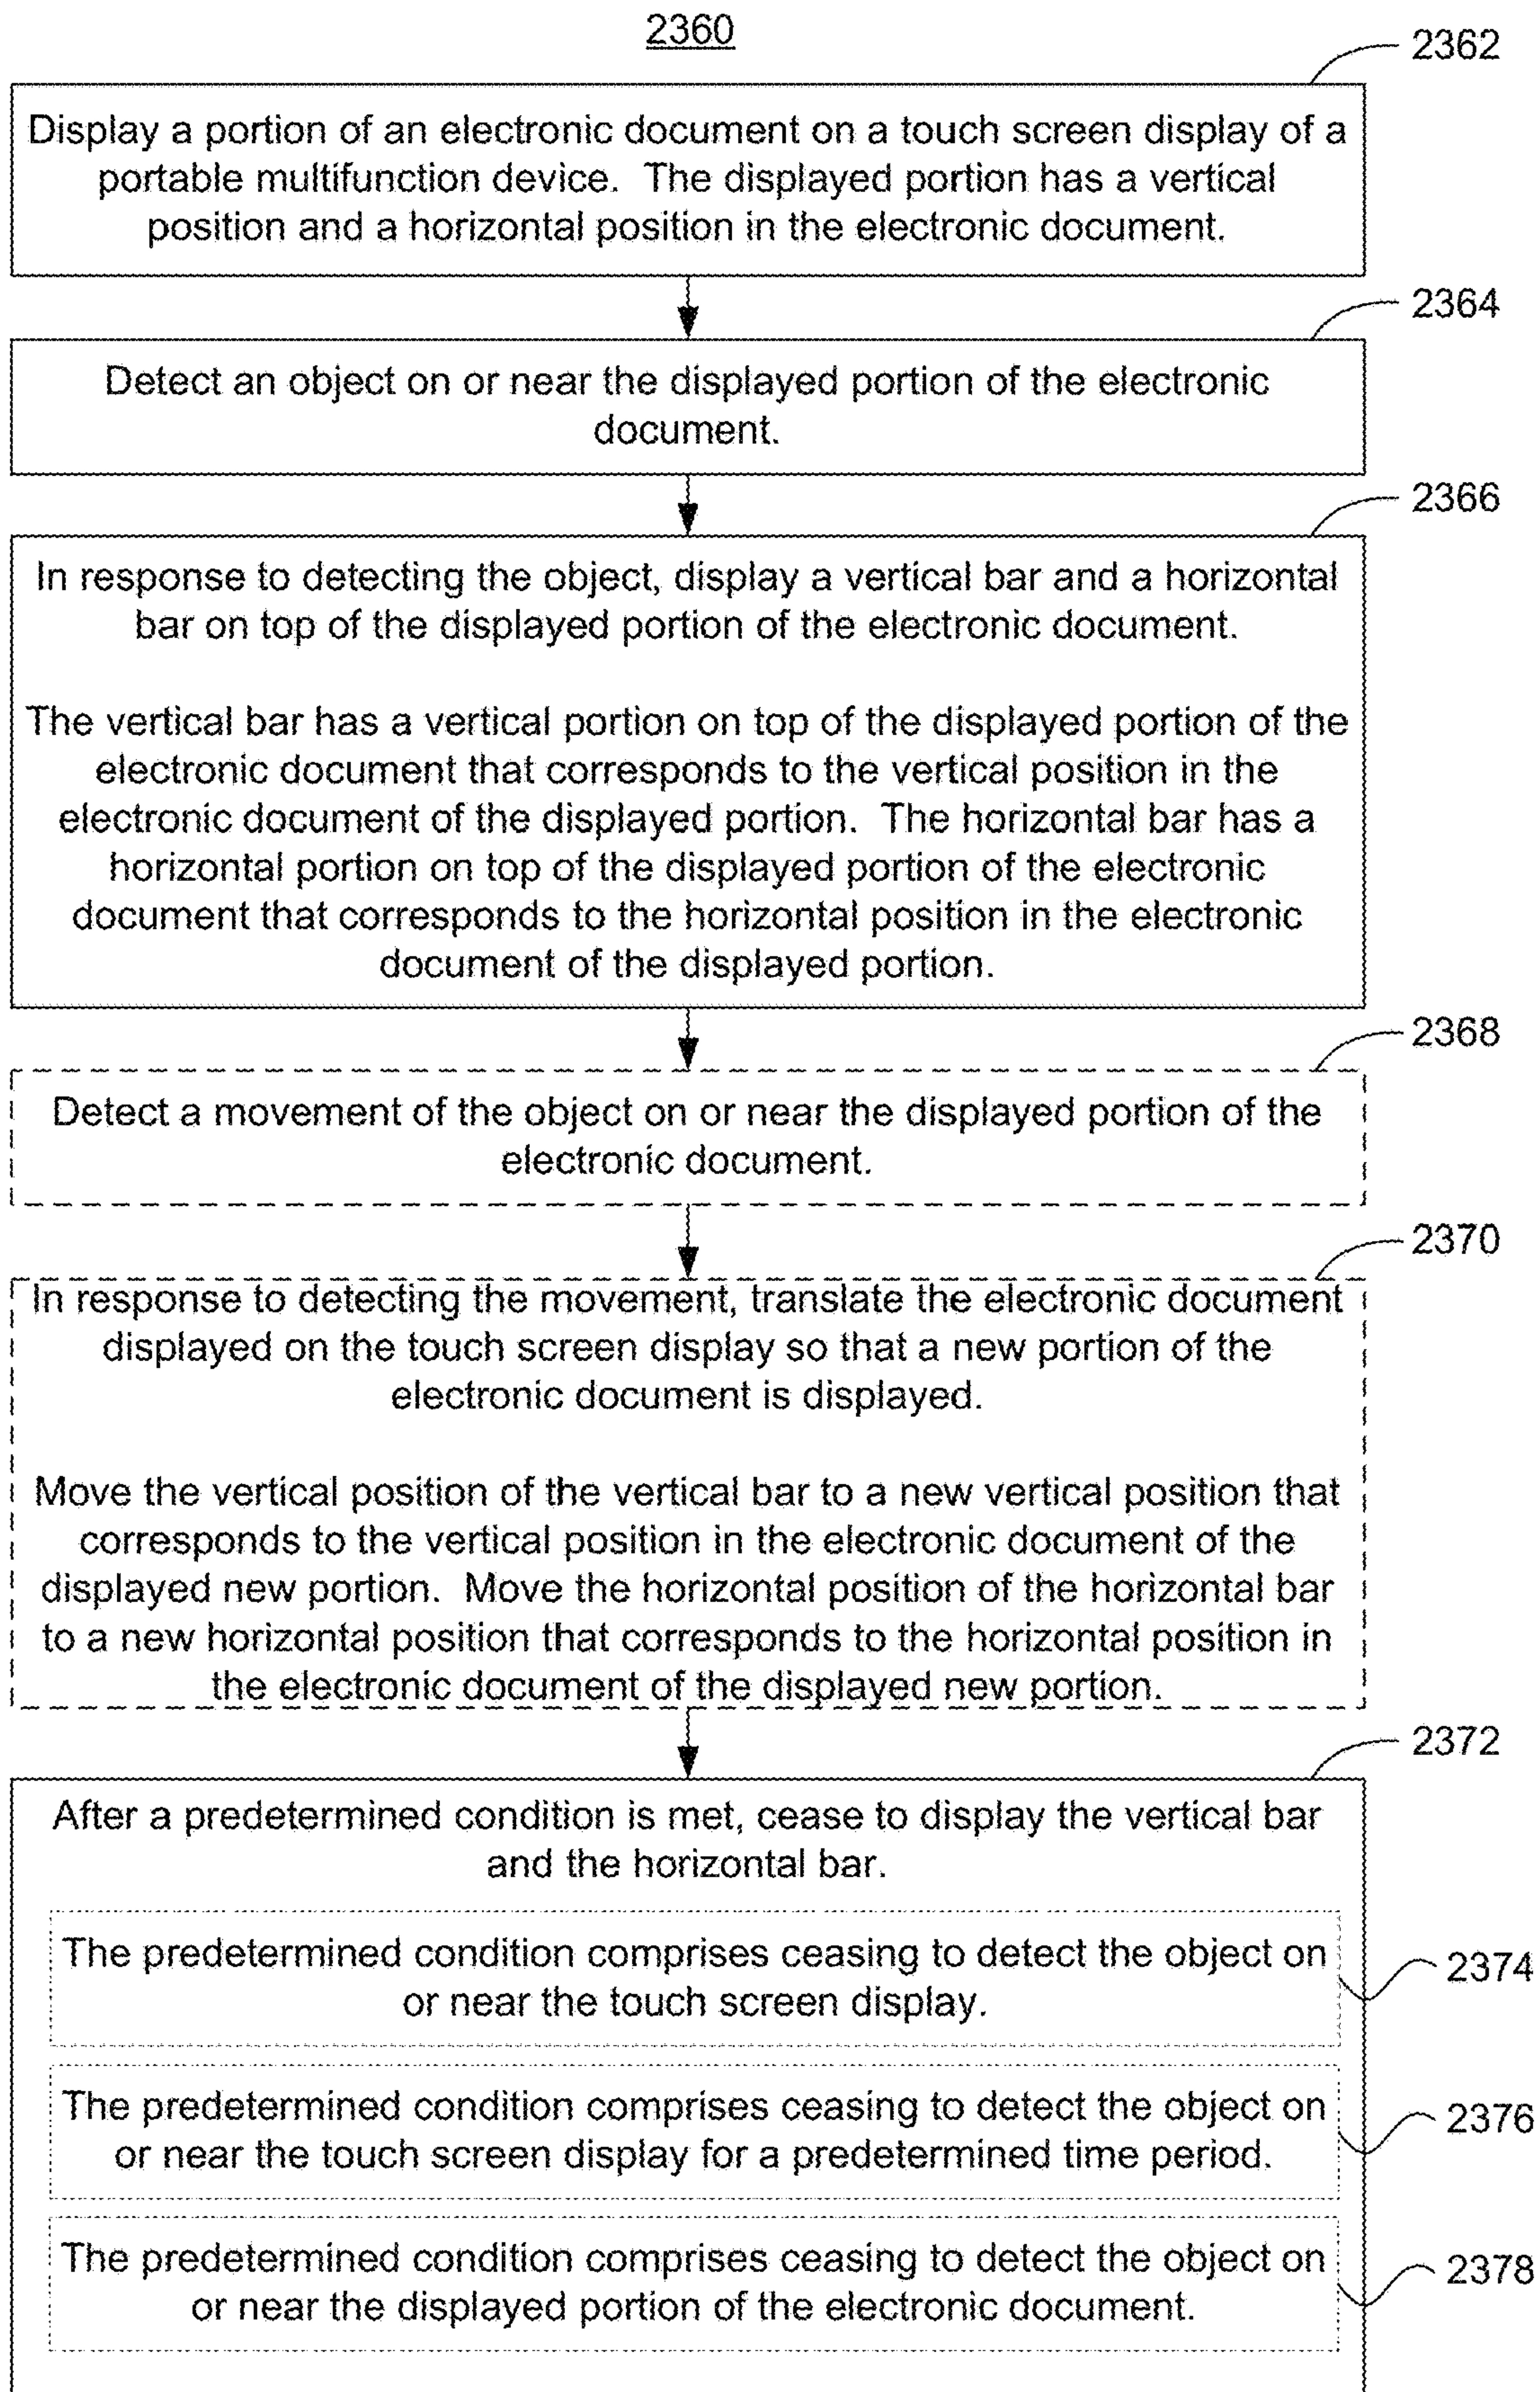 2360
2362
Display a portion of an electronic document on a touch screen display of a
portable multifunction device. The displayed portion has a vertical
position and a horizontal position in the electronic document.
2364
Detect an object on or near the displayed portion of the electronic
document.
2366
In response to detecting the object, display a vertical bar and a horizontal
bar on top of the displayed portion of the electronic document.
The vertical bar has a vertical portion on top of the displayed portion of the
electronic document that corresponds to the vertical position in the
electronic document of the displayed portion. The horizontal bar has a
horizontal portion on top of the displayed portion of the electronic
document that corresponds to the horizontal position in the electronic
document of the displayed portion.
2368
Detect a movement of the object on or near the displayed portion of the
electronic document.
2370
In response to detecting the movement, translate the electronic document
displayed on the touch screen display so that a new portion of the
electronic document is displayed.
Move the vertical position of the vertical bar to a new vertical position that
corresponds to the vertical position in the electronic document of the
displayed new portion. Move the horizontal position of the horizontal bar
to a new horizontal position that corresponds to the horizontal position in
the electronic document of the displayed new portion.
2372
After a predetermined condition is met, cease to display the vertical bar
and the horizontal bar.
The predetermined condition comprises ceasing to detect the object on
or near the touch screen display.
2374
The predetermined condition comprises ceasing to detect the object on
or near the touch screen display for a predetermined time period.
2376
The predetermined condition comprises ceasing to detect the object on
or near the displayed portion of the electronic document.
2378